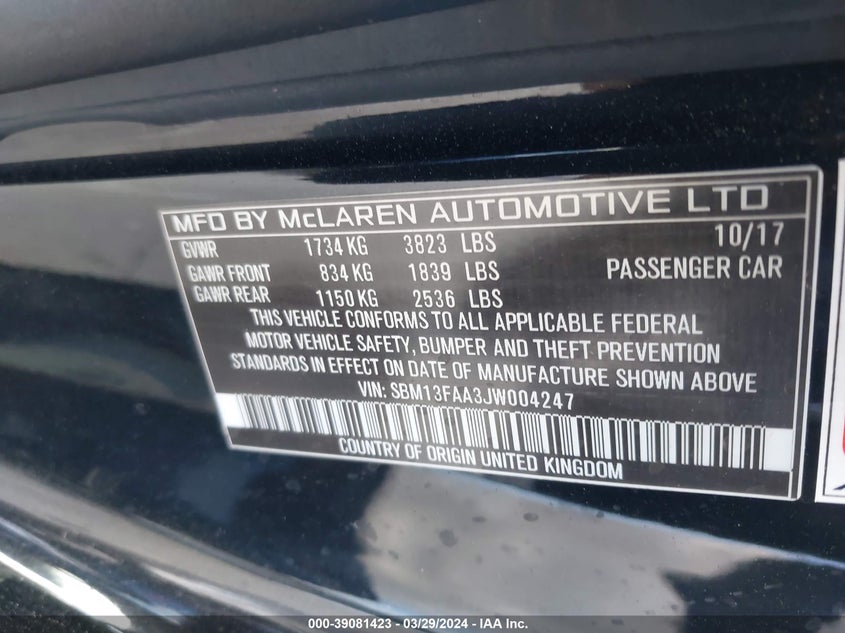 MFD BY McLAREN AUTOMOTIVE LTD
GVWR 1734 KG 3823 LBS 10/17
GAWR FRONT 834 KG 1839 LBS PASSENGER CAR
GAWR REAR 1150 KG 2536 LBS
THIS VEHICLE CONFORMS TO ALL APPLICABLE FEDERAL
MOTOR VEHICLE SAFETY, BUMPER AND THEFT PREVENTION
STANDARDS IN EFFECT ON DATE OF MANUFACTURE SHOWN ABOVE
VIN: SBM13FAA3JW004247
COUNTRY OF ORIGIN UNITED KINGDOM
000-39081423 - 03/29/2024 - IAA Inc.